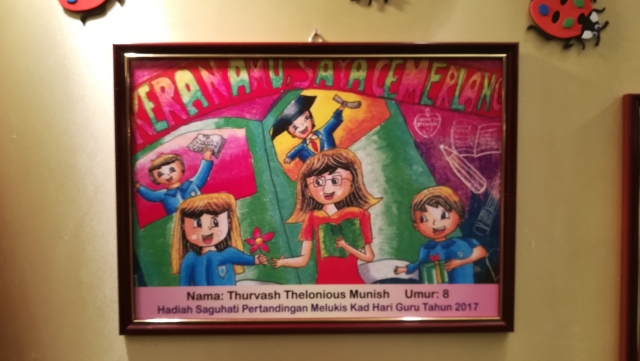 KERANAMU, SAYA CEMERLANG
Nama: Thurvash Thelonious Munish Umur: 8
Hadiah Saguhati Pertandingan Melukis Kad Hari Guru Tahun 2017